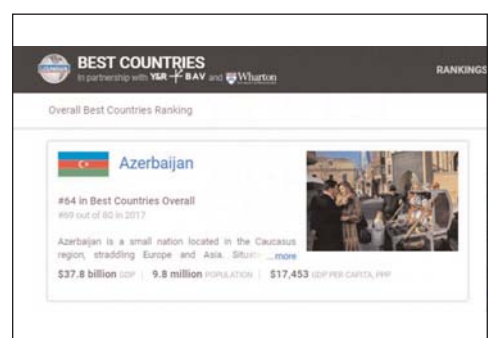 BEST COUNTRIES
In partnership with Y&R BAV and Wharton
RANKINGS
Overall Best Countries Ranking
Azerbaijan
#64 in Best Countries Overall
#69 out of 80 in 2017
Azerbaijan is a small nation located in the Caucasus
region, straddling Europe and Asia. ...more
$37.8 billion GDP | 9.8 million POPULATION | $17,453 GDP PER CAPITA, PPP